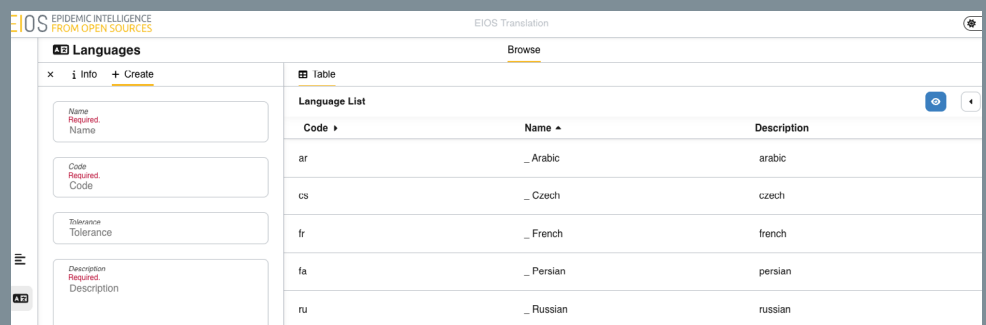 EIOS EPIDEMIC INTELLIGENCE
FROM OPEN SOURCES
EIOS Translation
Languages
Browse
× i Info + Create
Table
Name
Required.
Name
Code
Required.
Code
Tolerance
Tolerance
Description
Required.
Description
Language List
Code Name Description
ar _ Arabic arabic
cs _ Czech czech
fr _ French french
fa _ Persian persian
ru _ Russian russian